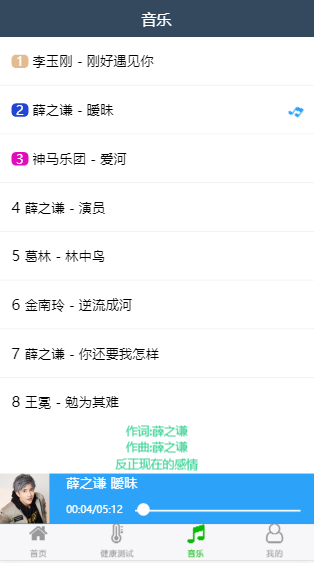 音乐
1 李玉刚 - 刚好遇见你
2 薛之谦 - 暧昧
3 神马乐团 - 爱河
4 薛之谦 - 演员
5 葛林 - 林中鸟
6 金南玲 - 逆流成河
7 薛之谦 - 你还要我怎样
8 王冕 - 勉为其难
作词:薛之谦
作曲:薛之谦
反正现在的感情
薛之谦 暧昧
00:04/05:12
首页 健康测试 音乐 我的